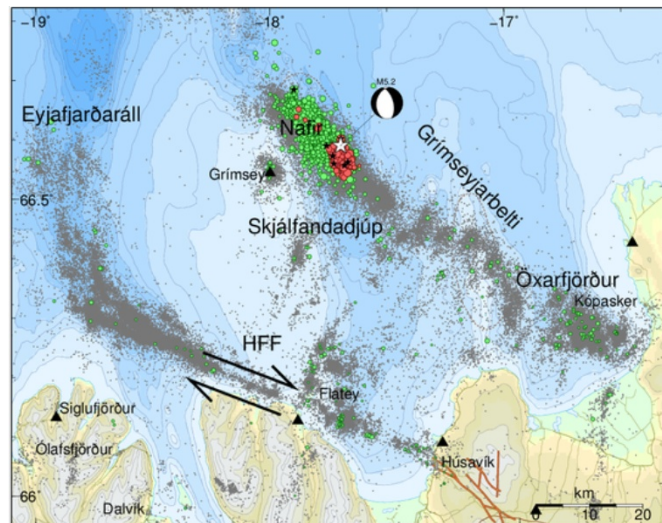 -19°
-18°
-17°
M5.2
Eyjafjarðaráll
Nafir
Grímseyjarbelti
Grímsey
66.5
Skjálfandadjúp
Öxarfjörður
Kópasker
HFF
Flatey
Siglufjörður
Ólafsfjörður
Húsavík
km
66
Dalvík
0 10 20